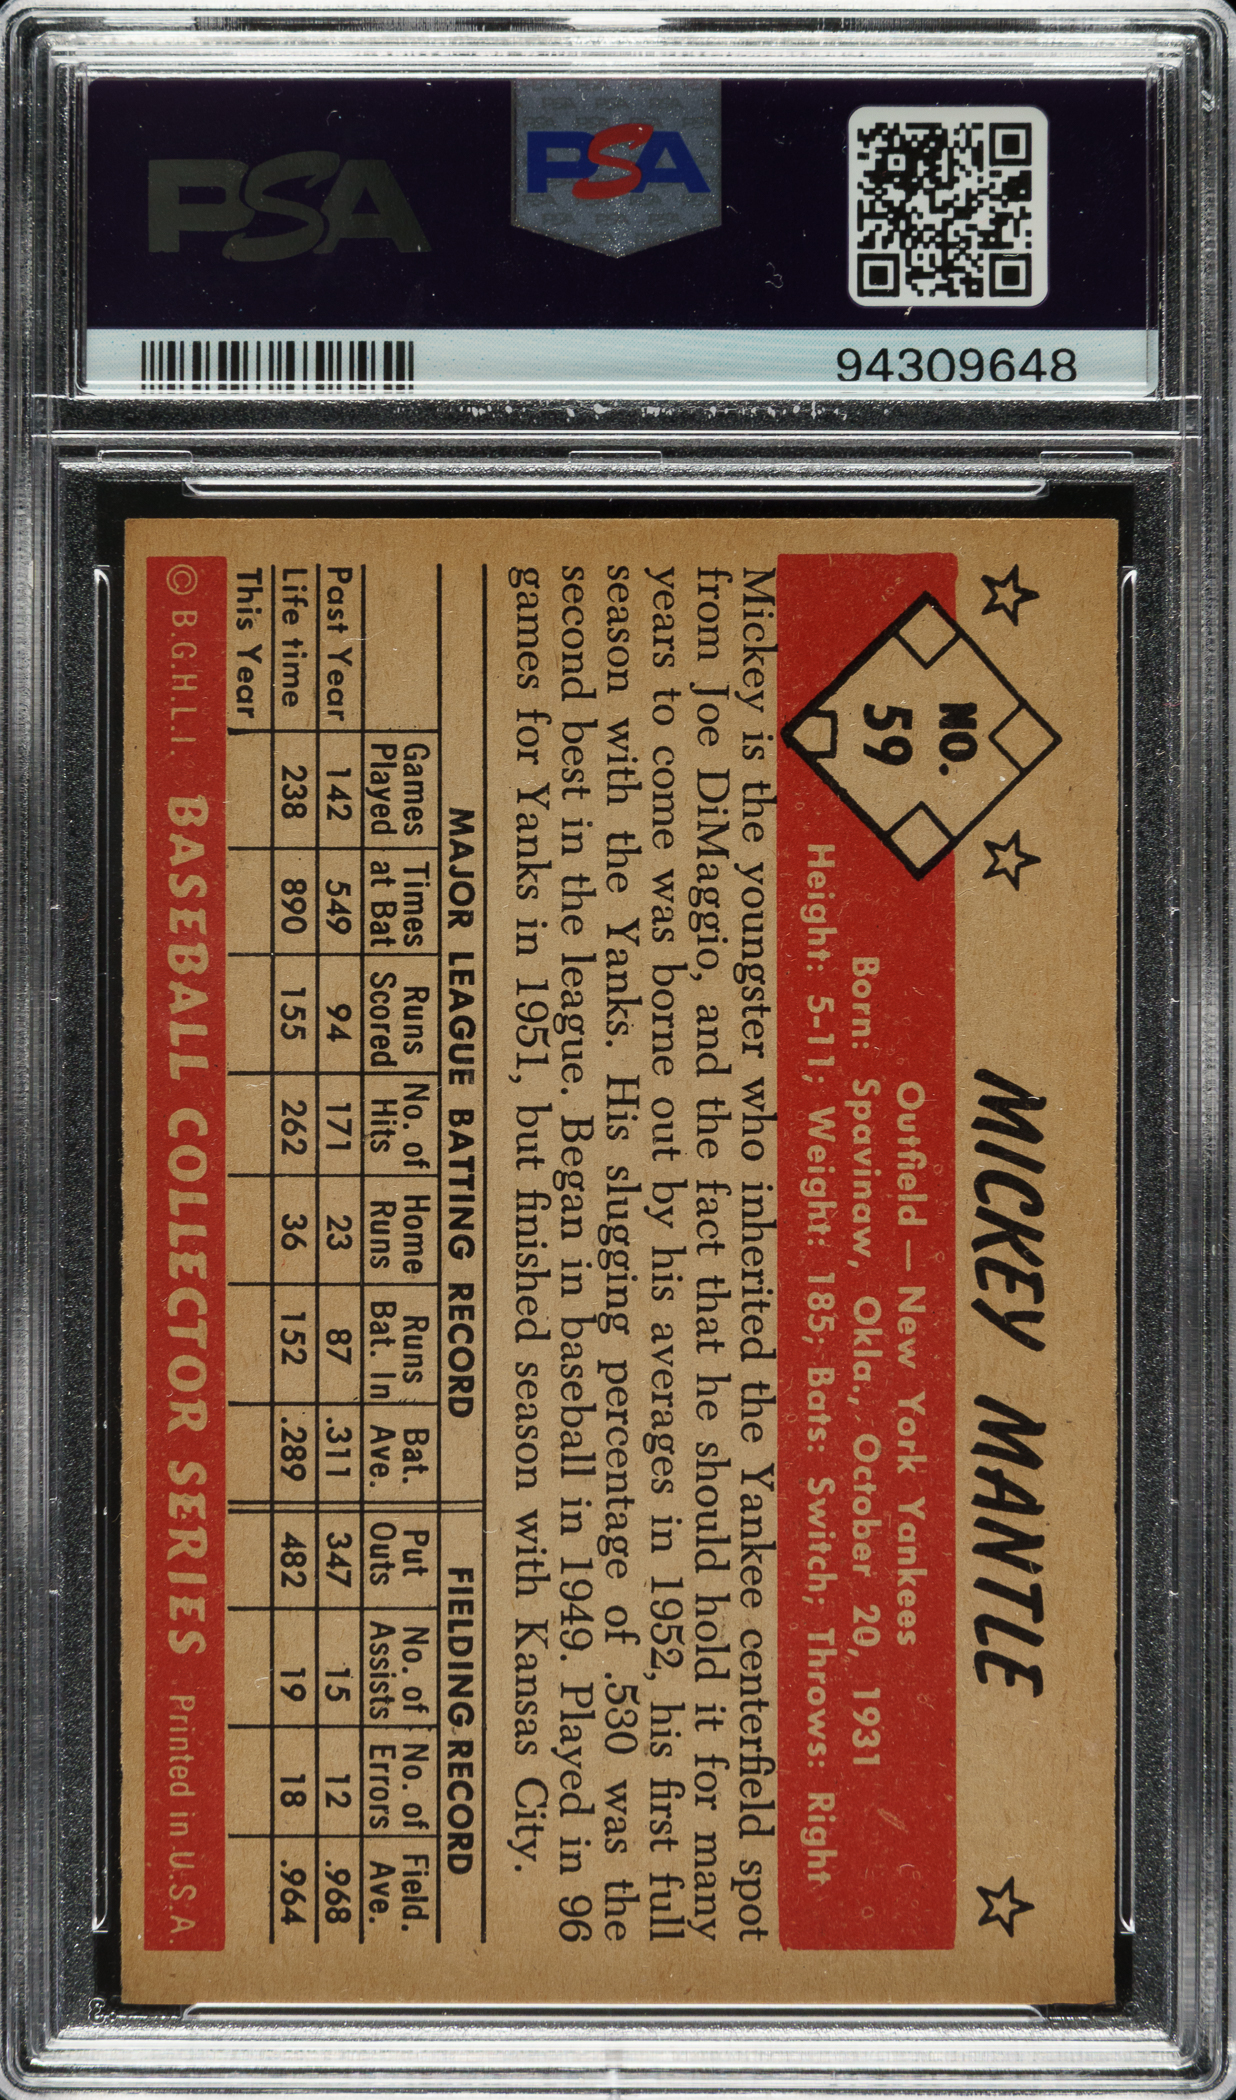 PSA
PSA
94309648
MICKEY MANTLE
NO.
59
Outfield — New York Yankees
Born: Spavinaw, Okla., October 20, 1931
Height: 5-11; Weight: 185; Bats: Switch; Throws: Right
Mickey is the youngster who inherited the Yankee centerfield spot
from Joe DiMaggio, and the fact that he should hold it for many
years to come was borne out by his averages in 1952, his first full
season with the Yanks. His slugging percentage of .530 was the
second best in the league. Began in baseball in 1949. Played in 96
games for Yanks in 1951, but finished season with Kansas City.
MAJOR LEAGUE BATTING RECORD FIELDING RECORD
Games Times Runs No. of Home Runs Bat. Put No. of No. of Field.
Played at Bat Scored Hits Runs Bat. In Ave. Outs Assists Errors Ave.
Past Year 142 549 94 171 23 87 .311 347 15 12 .968
Life time 238 890 155 262 36 152 .289 482 19 18 .964
This Year
© B.G.H.L.I. BASEBALL COLLECTOR SERIES Printed in U.S.A.